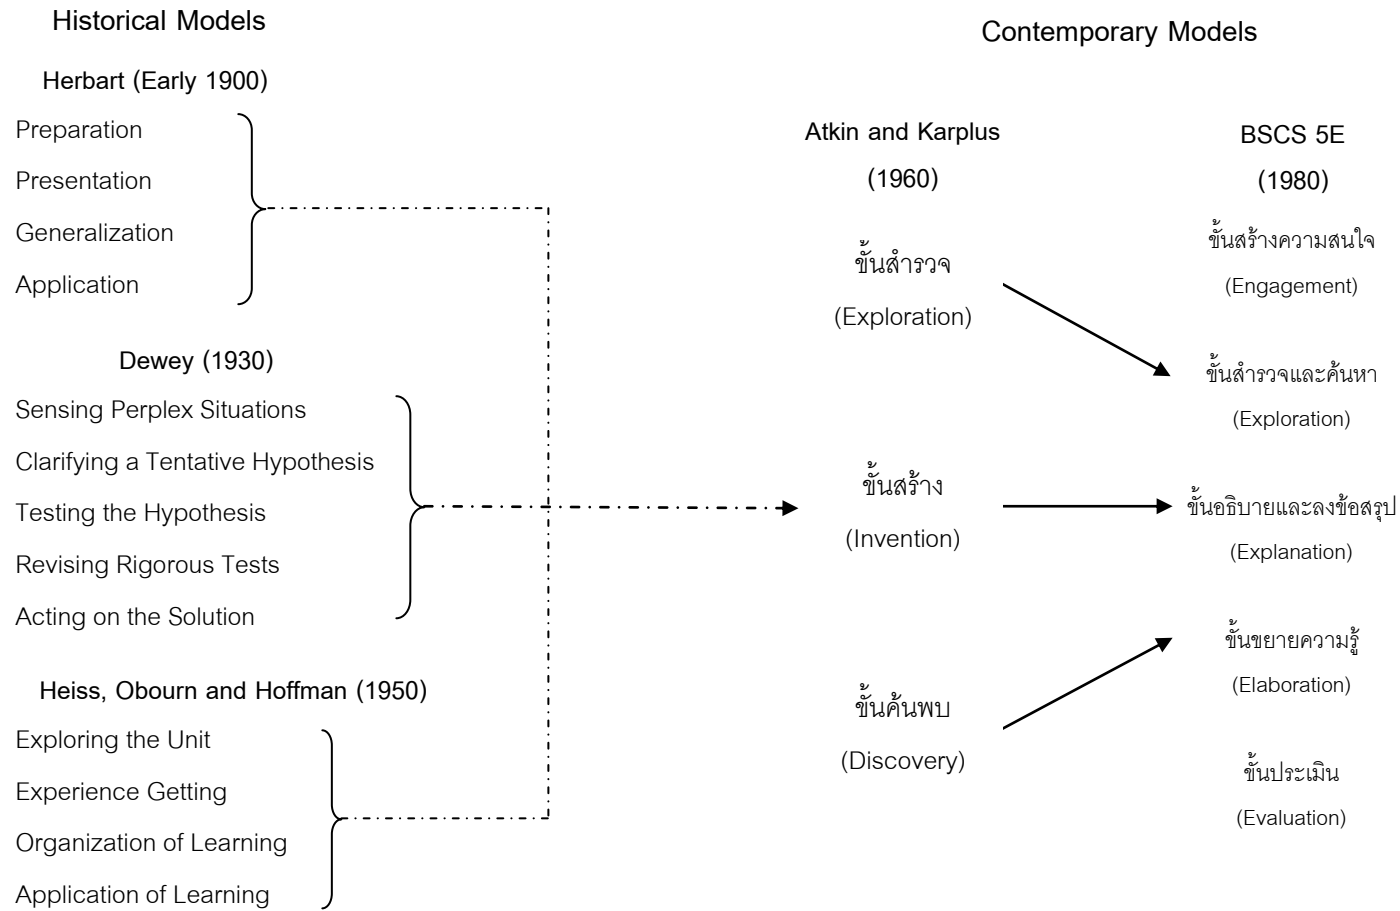 Historical Models
Herbart (Early 1900)
Preparation
Presentation
Generalization
Application
Dewey (1930)
Sensing Perplex Situations
Clarifying a Tentative Hypothesis
Testing the Hypothesis
Revising Rigorous Tests
Acting on the Solution
Heiss, Obourn and Hoffman (1950)
Exploring the Unit
Experience Getting
Organization of Learning
Application of Learning
Contemporary Models
Atkin and Karplus
(1960)
ขั้นสำรวจ
(Exploration)
ขั้นสร้าง
(Invention)
ขั้นค้นพบ
(Discovery)
BSCS 5E
(1980)
ขั้นสร้างความสนใจ
(Engagement)
ขั้นสำรวจและค้นหา
(Exploration)
ขั้นอธิบายและลงข้อสรุป
(Explanation)
ขั้นขยายความรู้
(Elaboration)
ขั้นประเมิน
(Evaluation)